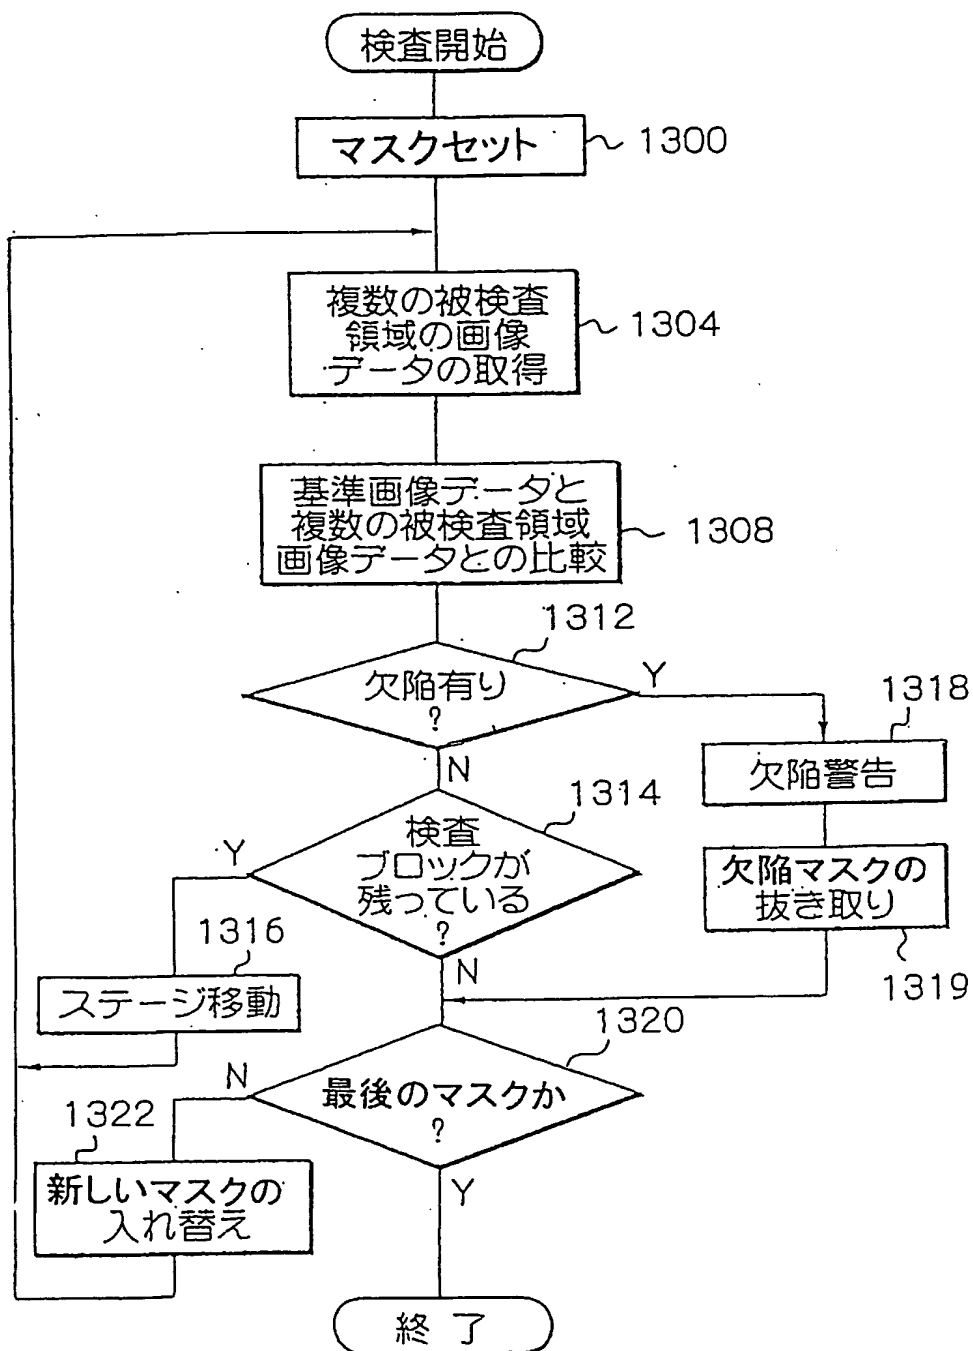 検査開始
マスクセット
1300
複数の被検査
領域の画像
データの取得
1304
基準画像データと
複数の被検査領域
画像データとの比較
1308
1312
欠陥有り
?
Y
N
1318
欠陥警告
1314
検査
ブロックが
残っている
?
Y
N
欠陥マスクの
抜き取り
1319
1316
ステージ移動
1320
最後のマスクか
?
N
Y
1322
新しいマスクの
入れ替え
終了